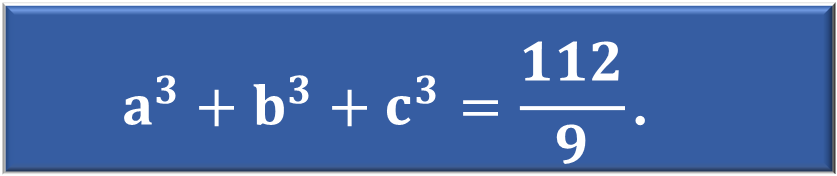 a³ + b³ + c³ = 112/9.